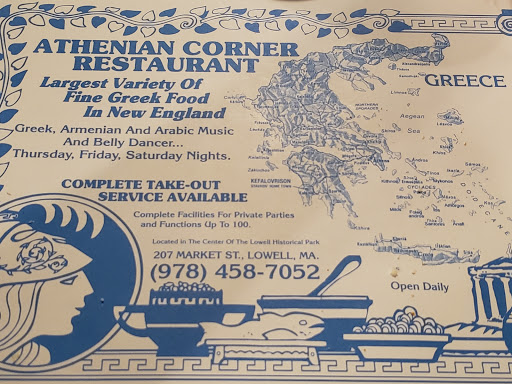 ATHENIAN CORNER
RESTAURANT
Largest Variety Of
Fine Greek Food
In New England
Greek, Armenian And Arabic Music
And Belly Dancer...
Thursday, Friday, Saturday Nights.
COMPLETE TAKE-OUT
SERVICE AVAILABLE
Complete Facilities For Private Parties
and Functions Up To 100.
Located in The Center Of The Lowell Historical Park
207 MARKET ST., LOWELL, MA.
(978) 458-7052
GREECE
Aegean
Sea
KEFALOVRISON
CYCLADES
Open Daily